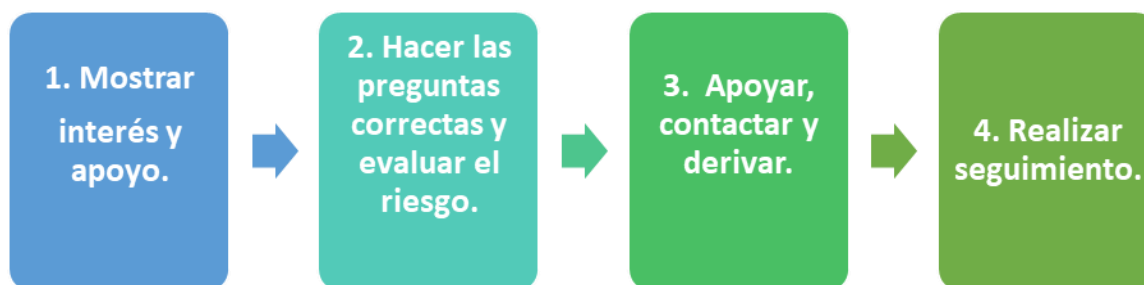 1. Mostrar
interés y
apoyo.
2. Hacer las
preguntas
correctas y
evaluar el
riesgo.
3. Apoyar,
contactar y
derivar.
4. Realizar
seguimiento.